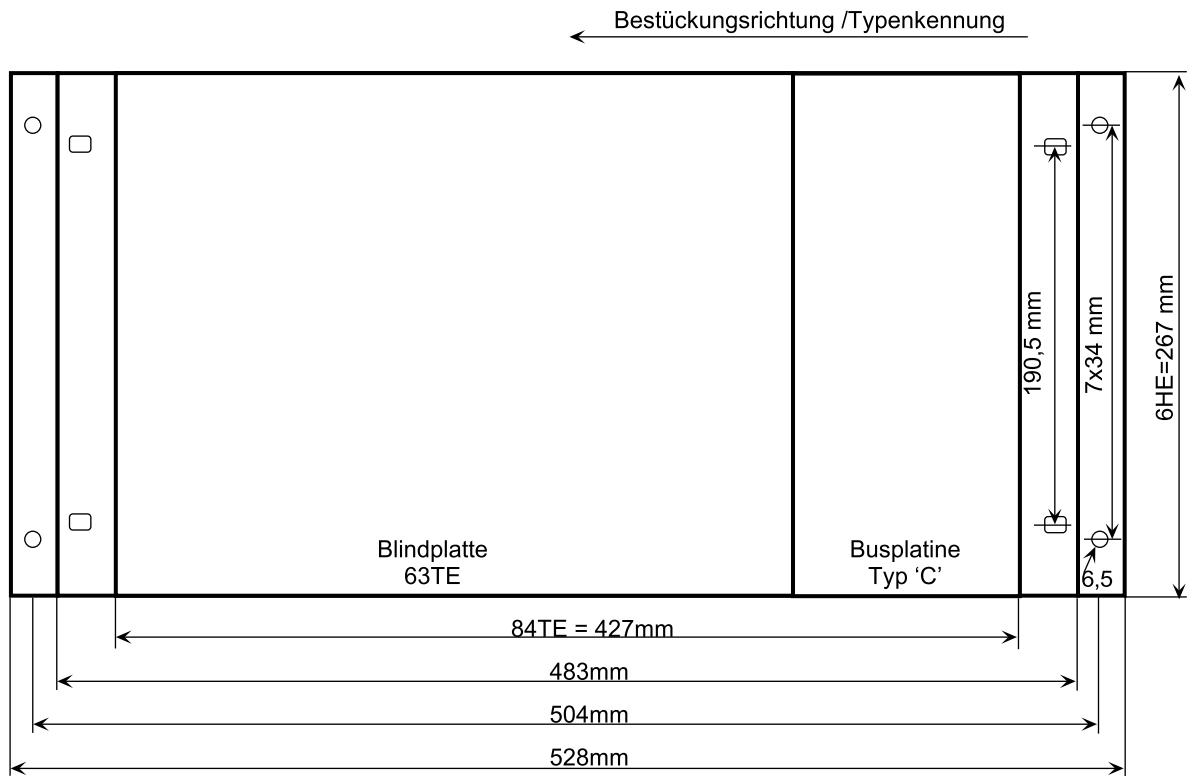 Bestückungsrichtung /Typenkennung
190,5 mm
7x34 mm
6HE=267 mm
Blindplatte
63TE
Busplatine
Typ ‘C’
6,5
84TE = 427mm
483mm
504mm
528mm